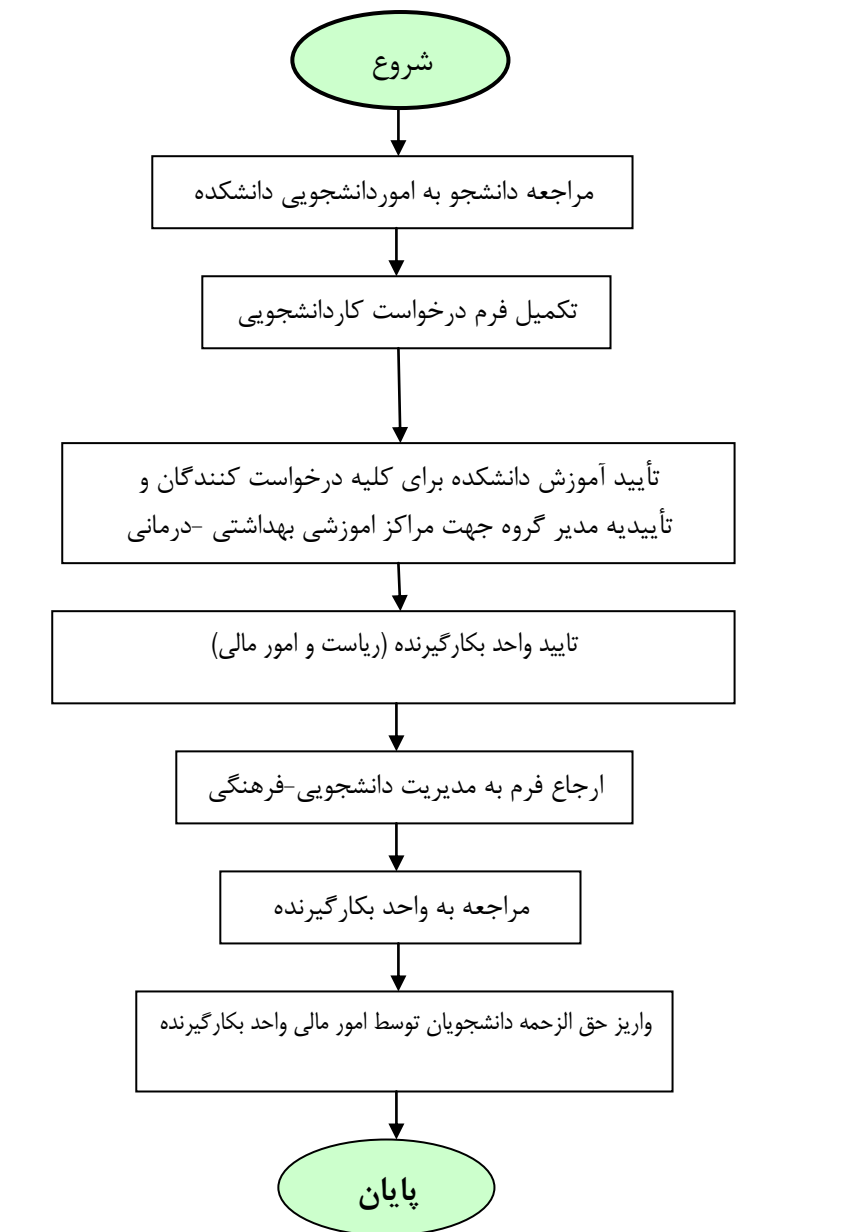 شروع
مراجعه دانشجو به اموردانشجویی دانشکده
تکمیل فرم درخواست کاردانشجویی
تأیید آموزش دانشکده برای کلیه درخواست کنندگان و
تأییدیه مدیر گروه جهت مراکز اموزشی بهداشتی -درمانی
تایید واحد بکارگیرنده (ریاست و امور مالی)
ارجاع فرم به مدیریت دانشجویی-فرهنگی
مراجعه به واحد بکارگیرنده
واریز حق الزحمه دانشجویان توسط امور مالی واحد بکارگیرنده
پایان